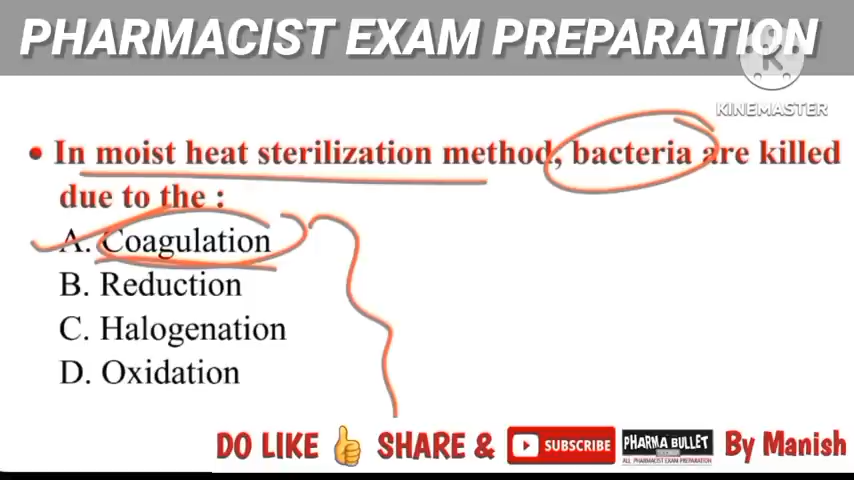 PHARMACIST EXAM PREPARATION
KINEMASTER
• In moist heat sterilization method, bacteria are killed
due to the :
A. Coagulation
B. Reduction
C. Halogenation
D. Oxidation
DO LIKE 👍 SHARE & SUBSCRIBE PHARMA BULLET By Manish
ALL PHARMACIST EXAM PREPARATION